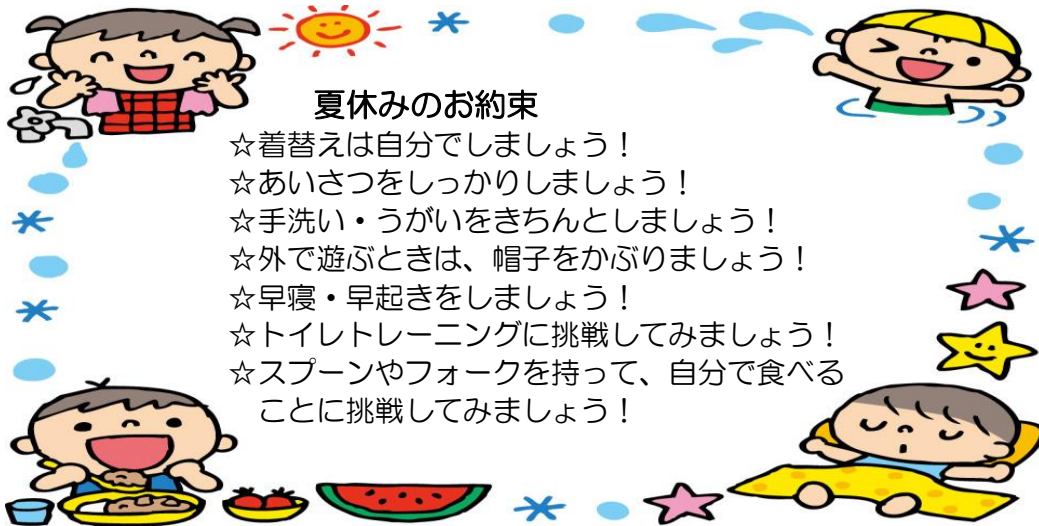 夏休みのお約束
☆着替えは自分でしましょう！
☆あいさつをしっかりしましょう！
☆手洗い・うがいをきちんとしましょう！
☆外で遊ぶときは、帽子をかぶりましょう！
☆早寝・早起きをしましょう！
☆トイレトレーニングに挑戦してみましょう！
☆スプーンやフォークを持って、自分で食べる
ことに挑戦してみましょう！